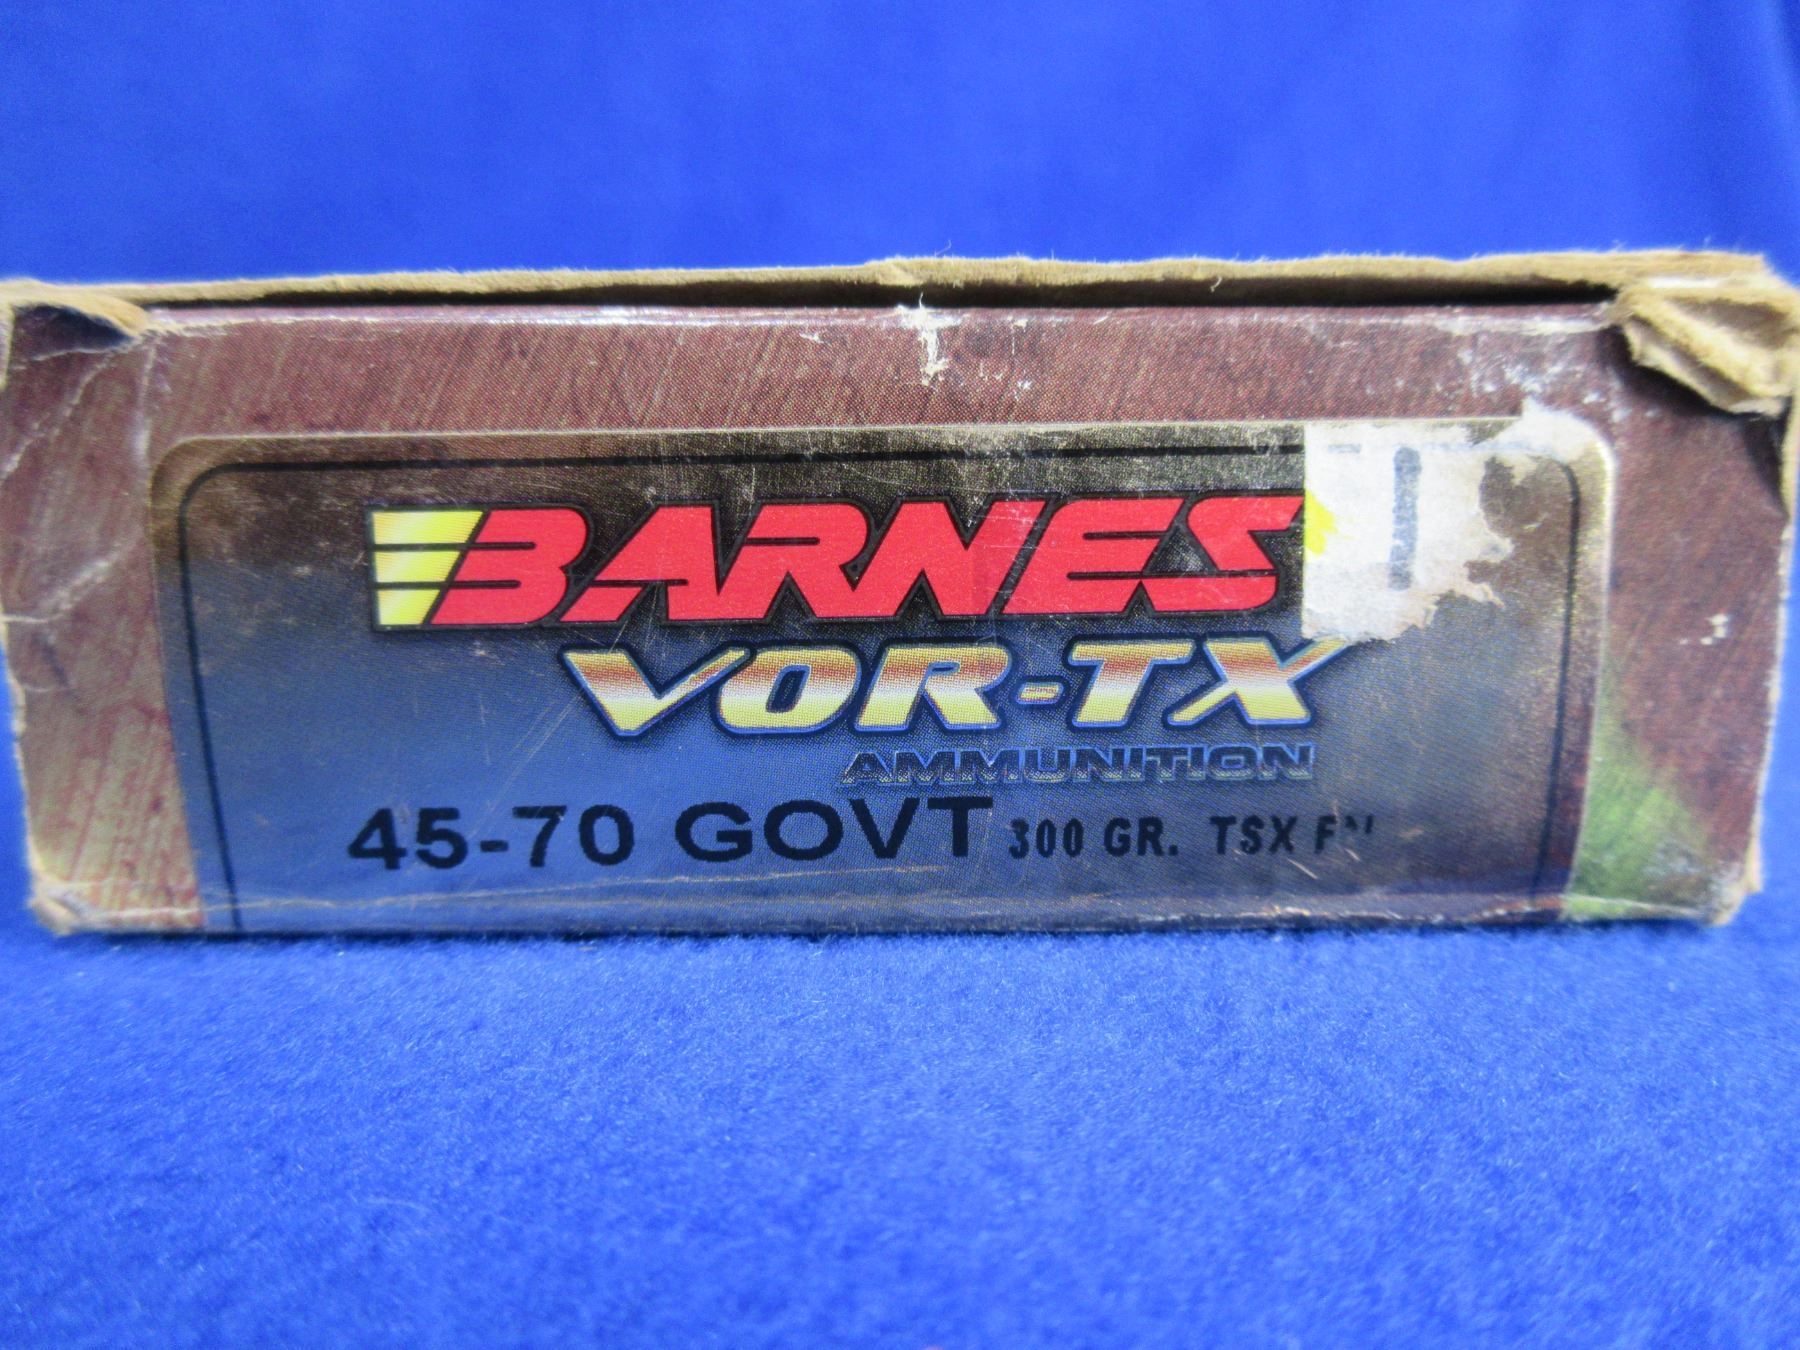 BARNES
VOR-TX
AMMUNITION
45-70 GOVT 300 GR. TSX